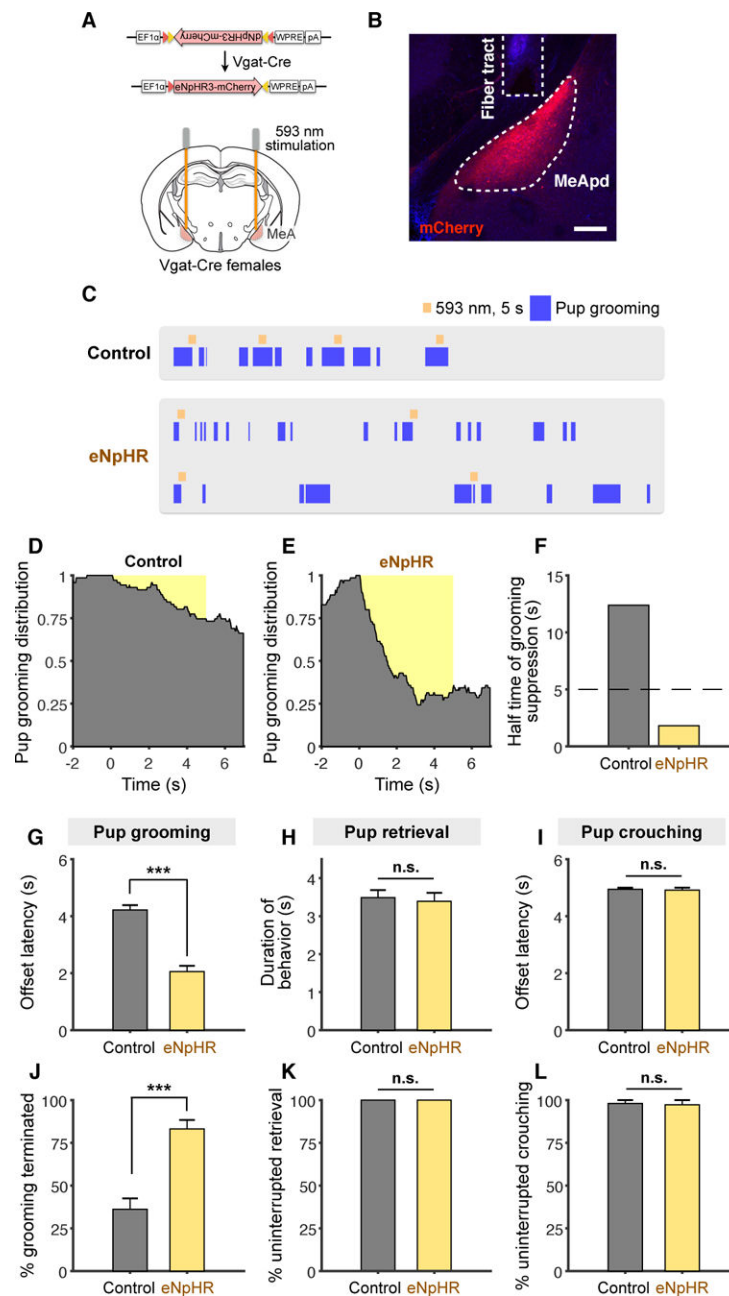 A
EF1α
eNpHR3-mCherry
WPRE
pA
Vgat-Cre
EF1α
eNpHR3-mCherry
WPRE
pA
593 nm
stimulation
MeA
Vgat-Cre females
B
Fiber tract
MeApd
mCherry
C
593 nm, 5 s
Pup grooming
Control
eNpHR
D
Control
Pup grooming distribution
1
0.75
0.5
0.25
0
-2 0 2 4 6
Time (s)
E
eNpHR
Pup grooming distribution
1
0.75
0.5
0.25
0
-2 0 2 4 6
Time (s)
F
Half time of grooming
suppression (s)
15
10
5
0
Control eNpHR
G
Pup grooming
Offset latency (s)
6
4
2
0
***
Control eNpHR
H
Pup retrieval
Duration of
behavior (s)
4
3
2
1
0
n.s.
Control eNpHR
I
Pup crouching
Offset latency (s)
6
4
2
0
n.s.
Control eNpHR
J
% grooming terminated
100
75
50
25
0
***
Control eNpHR
K
% uninterrupted retrieval
100
75
50
25
0
n.s.
Control eNpHR
L
% uninterrupted crouching
100
75
50
25
0
n.s.
Control eNpHR